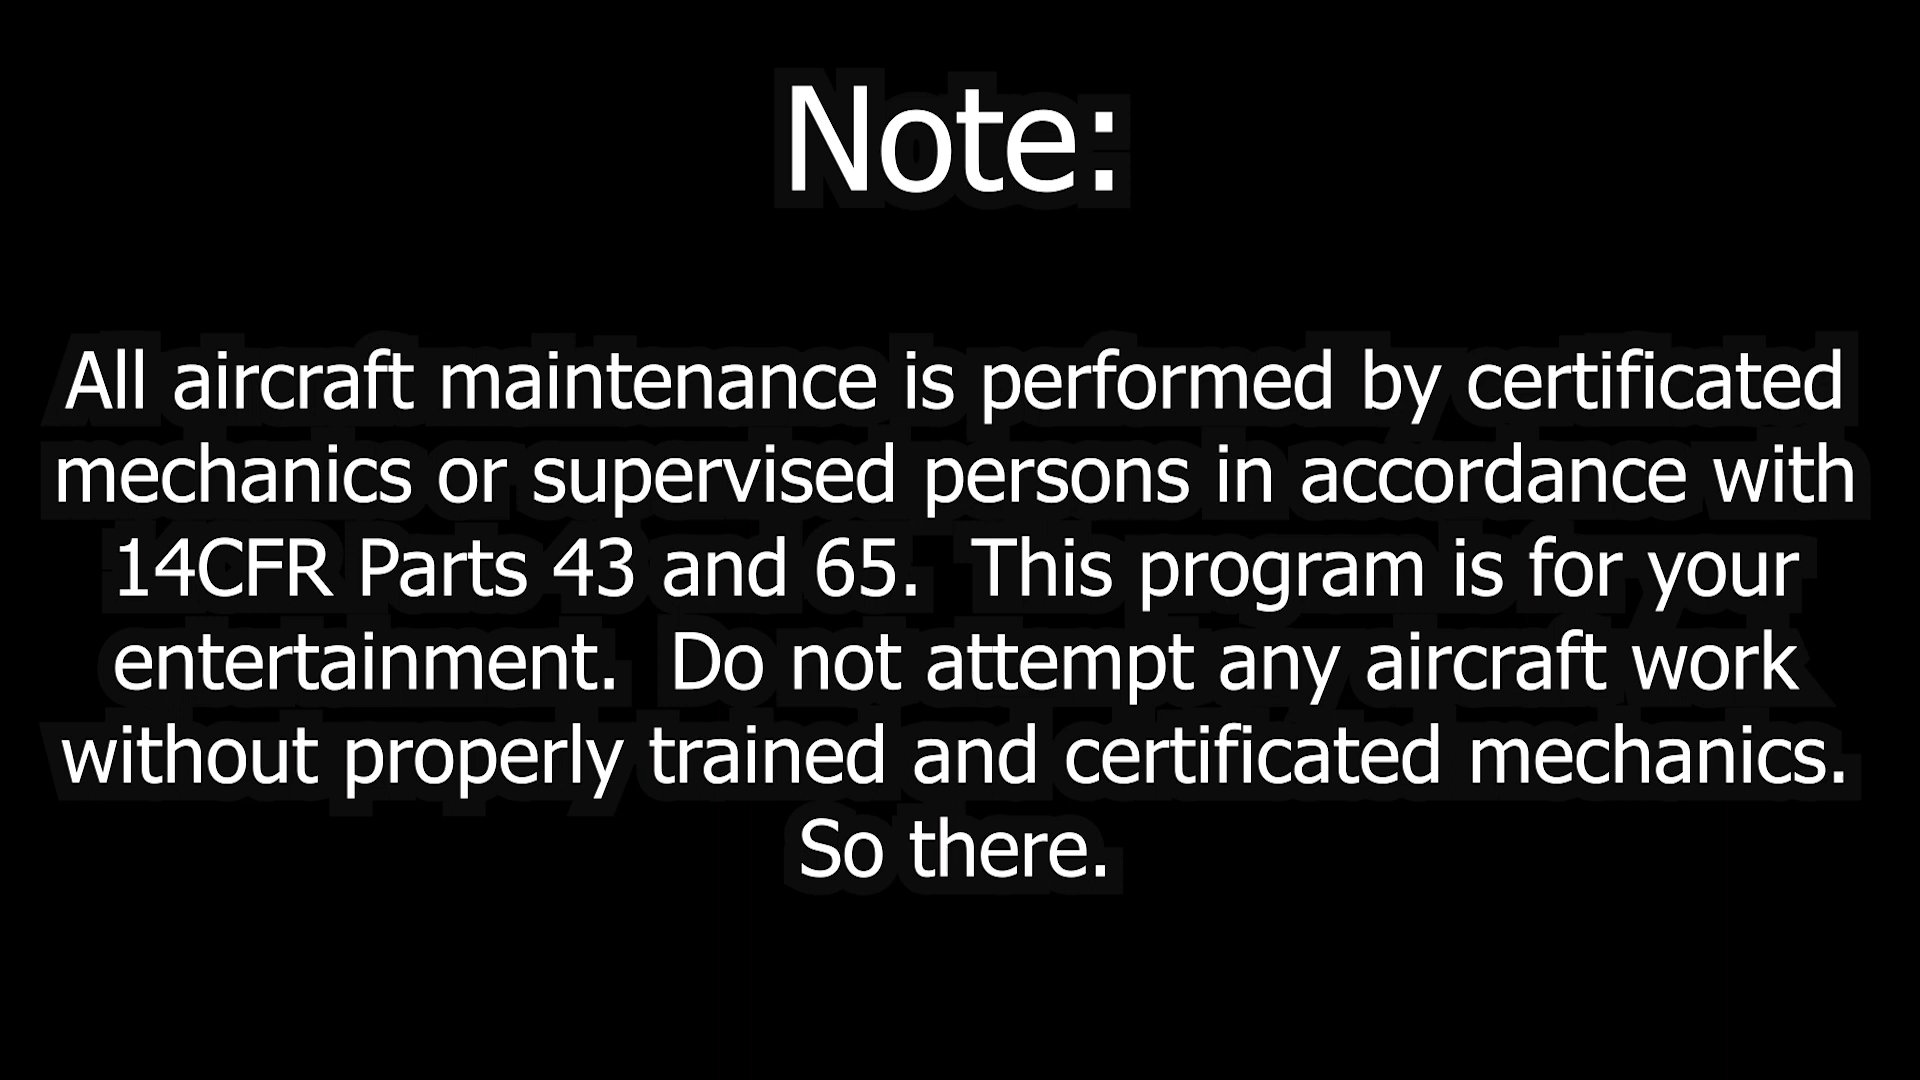 Note:
All aircraft maintenance is performed by certificated
mechanics or supervised persons in accordance with
14CFR Parts 43 and 65.  This program is for your
entertainment.  Do not attempt any aircraft work
without properly trained and certificated mechanics.
So there.